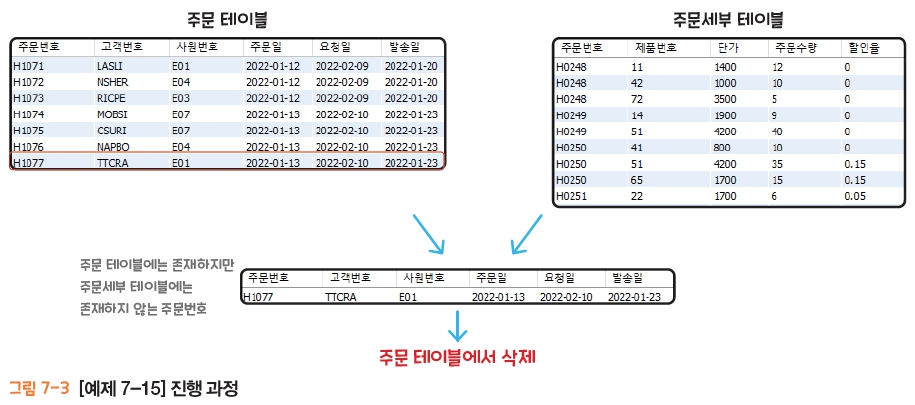 주문 테이블
주문번호 고객번호 사원번호 주문일 요청일 발송일
H1071 LASLI E01 2022-01-12 2022-02-09 2022-01-20
H1072 NSHER E04 2022-01-12 2022-02-09 2022-01-20
H1073 RICPE E03 2022-01-12 2022-02-09 2022-01-20
H1074 MOBSI E07 2022-01-13 2022-02-10 2022-01-23
H1075 CSURI E07 2022-01-13 2022-02-10 2022-01-23
H1076 NAPBO E04 2022-01-13 2022-02-10 2022-01-23
H1077 TTCRA E01 2022-01-13 2022-02-10 2022-01-23
주문세부 테이블
주문번호 제품번호 단가 주문수량 할인율
H0248 11 1400 12 0
H0248 42 1000 10 0
H0248 72 3500 5 0
H0249 14 1900 9 0
H0249 51 4200 40 0
H0250 41 800 10 0
H0250 51 4200 35 0.15
H0250 65 1700 15 0.15
H0251 22 1700 6 0.05
주문 테이블에는 존재하지만
주문세부 테이블에는
존재하지 않는 주문번호
주문번호 고객번호 사원번호 주문일 요청일 발송일
H1077 TTCRA E01 2022-01-13 2022-02-10 2022-01-23
주문 테이블에서 삭제
그림 7-3 [예제 7-15] 진행 과정